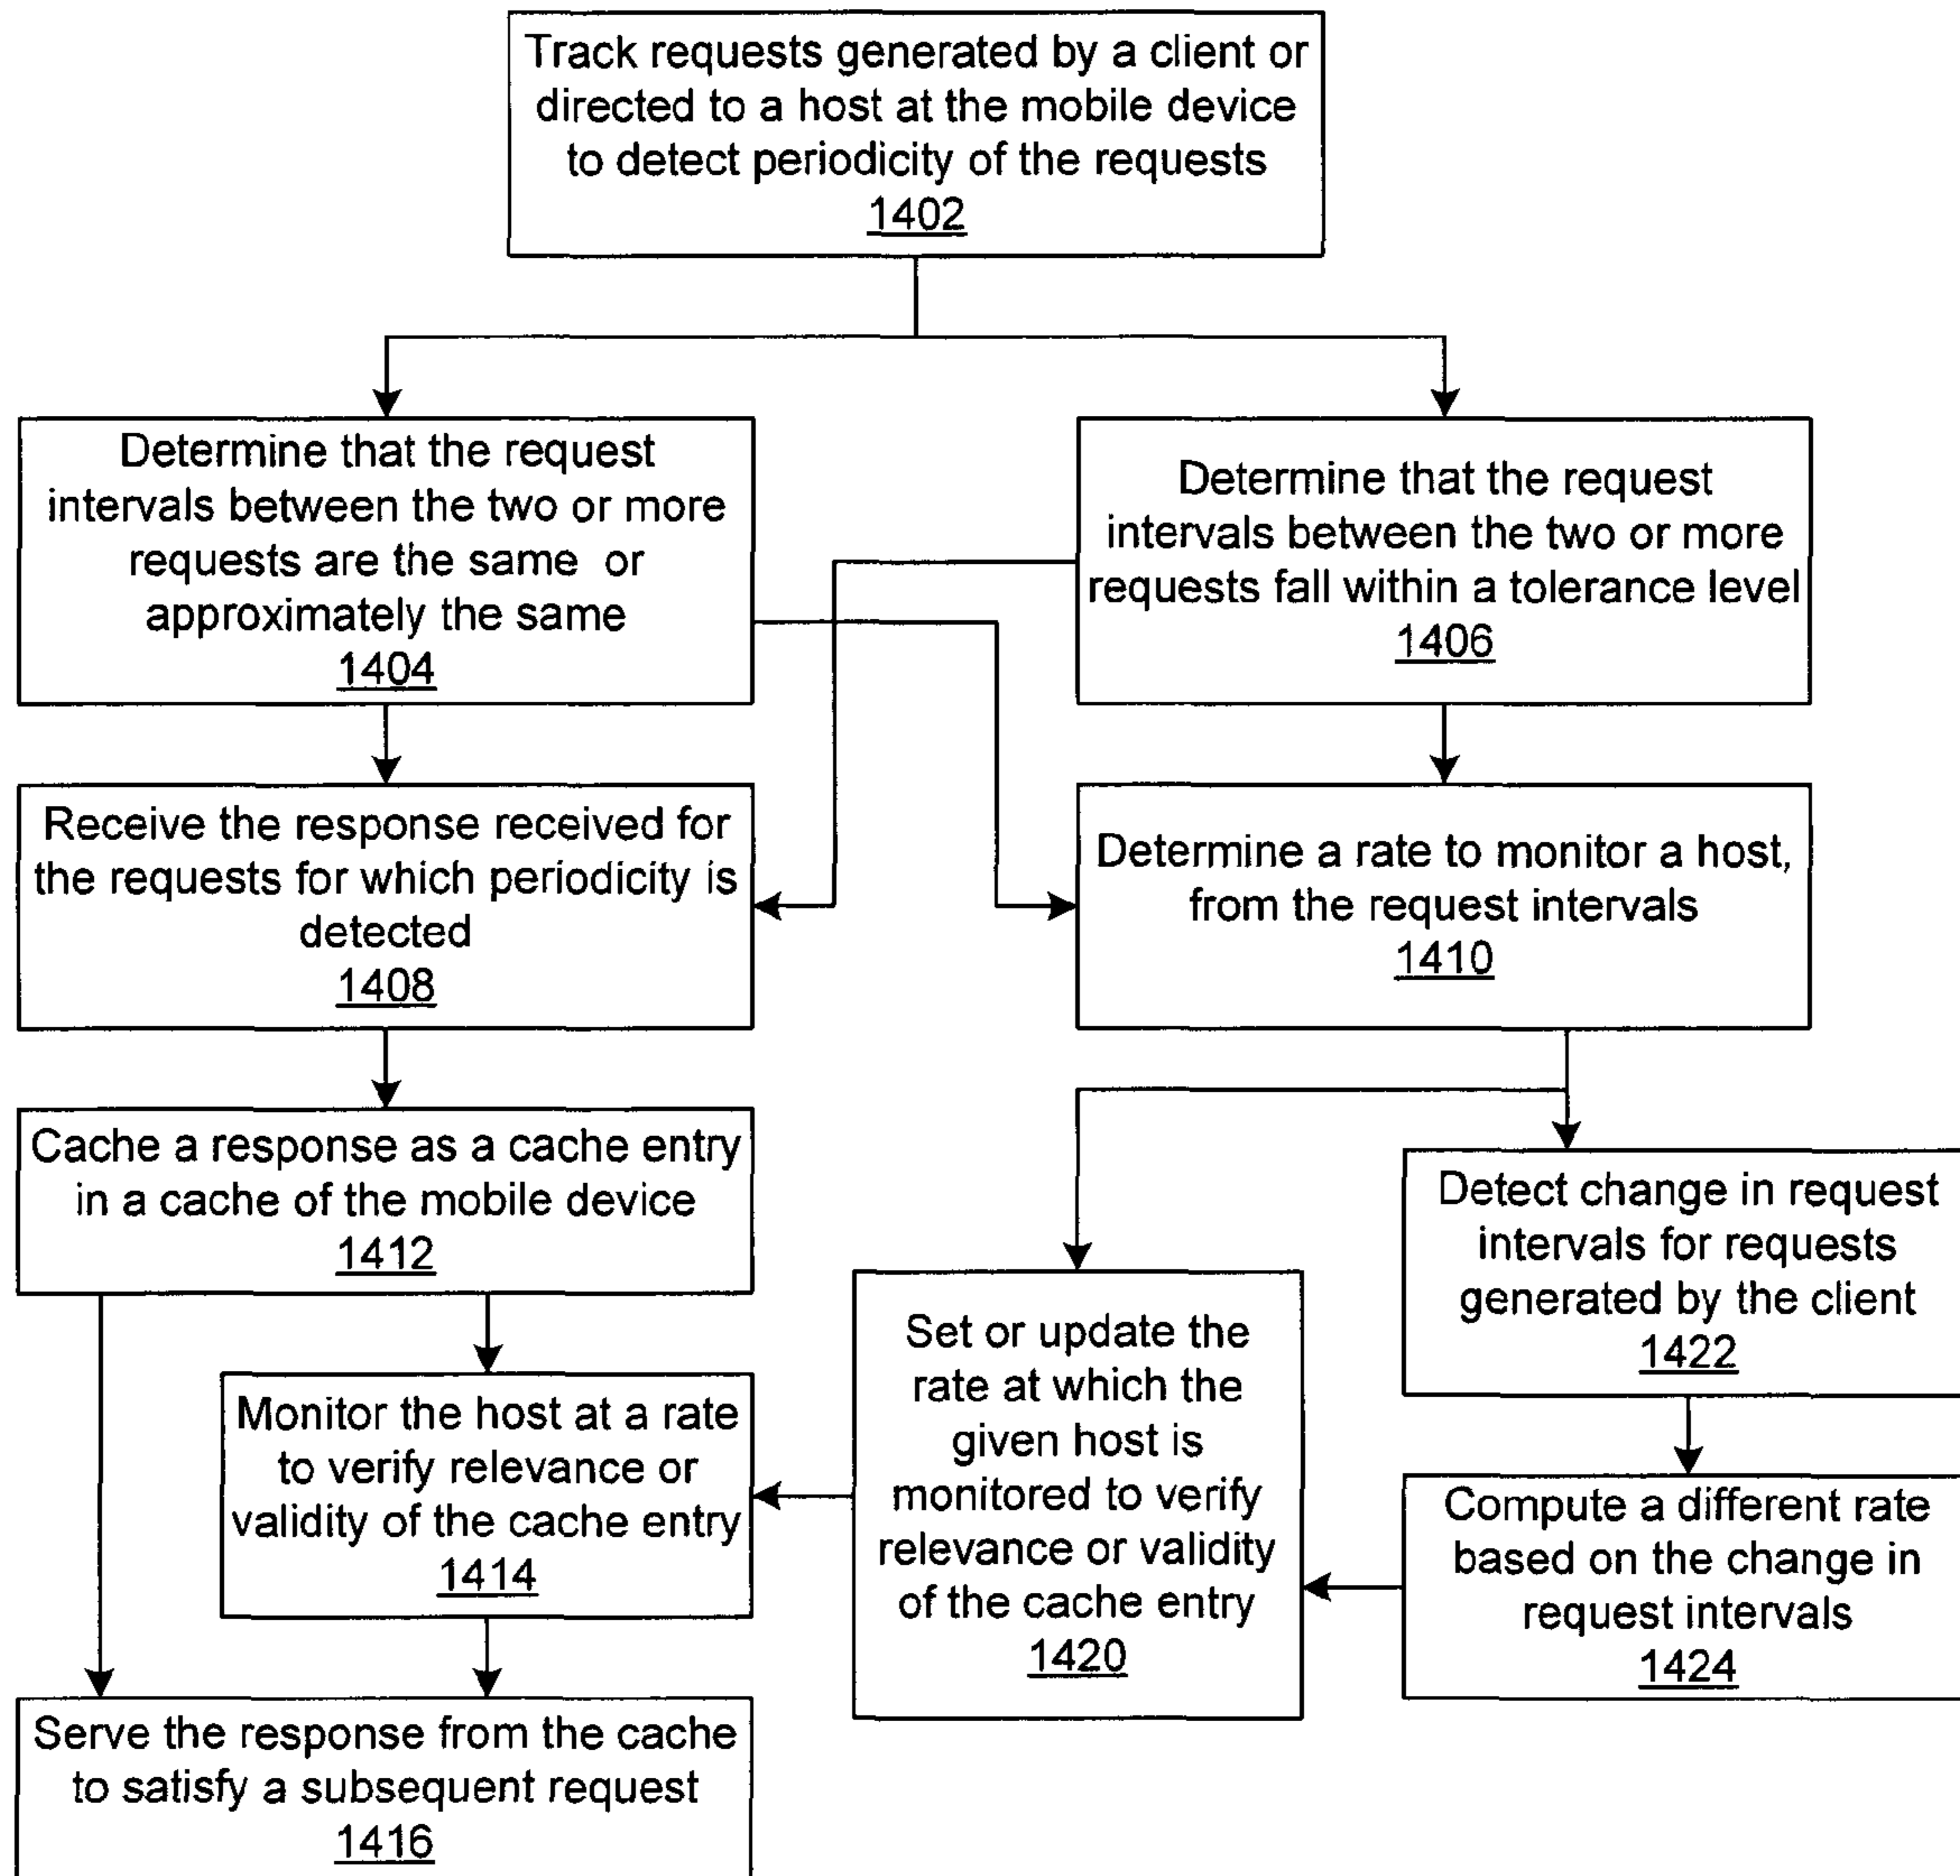 Track requests generated by a client or
directed to a host at the mobile device
to detect periodicity of the requests
1402
Determine that the request
intervals between the two or more
requests are the same or
approximately the same
1404
Determine that the request
intervals between the two or more
requests fall within a tolerance level
1406
Receive the response received for
the requests for which periodicity is
detected
1408
Determine a rate to monitor a host,
from the request intervals
1410
Cache a response as a cache entry
in a cache of the mobile device
1412
Detect change in request
intervals for requests
generated by the client
1422
Set or update the
rate at which the
given host is
monitored to verify
relevance or validity
of the cache entry
1420
Monitor the host at a rate
to verify relevance or
validity of the cache entry
1414
Compute a different rate
based on the change in
request intervals
1424
Serve the response from the cache
to satisfy a subsequent request
1416